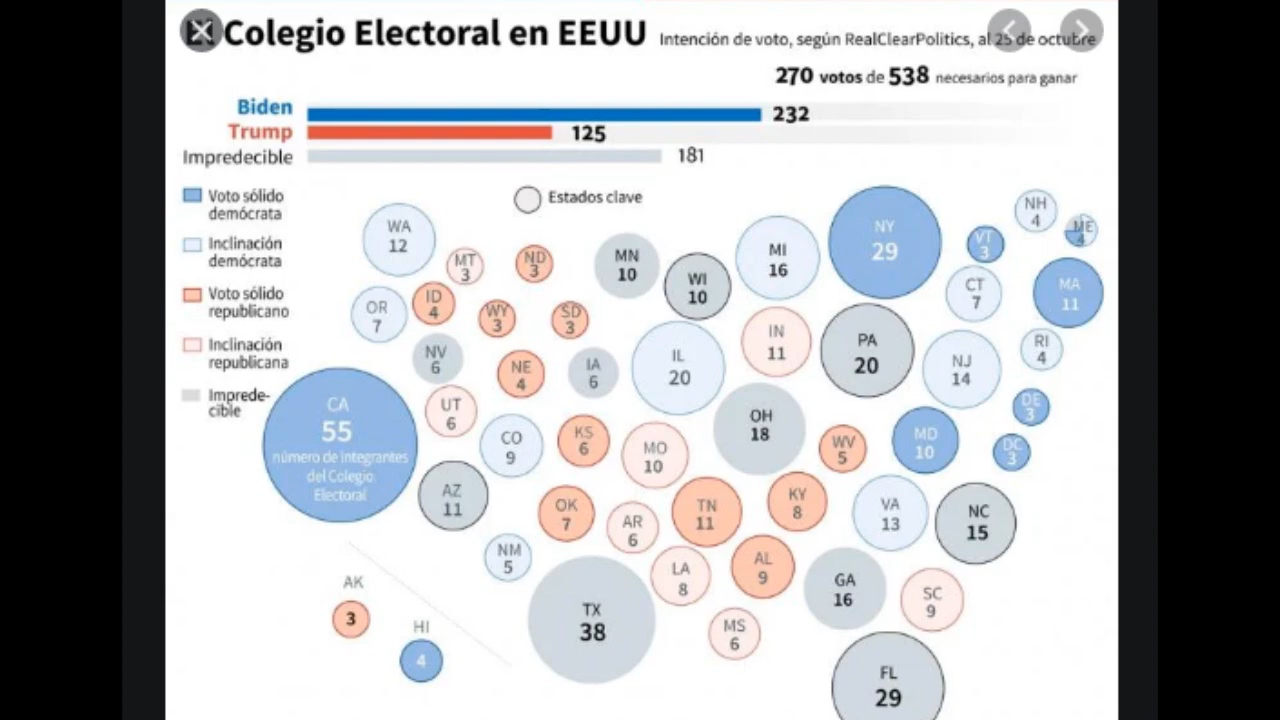 El Colegio Electoral en EEUU
Intención de voto, según RealClearPolitics, al 25 de octubre
270 votos de 538 necesarios para ganar
Biden
232
Trump
125
Impredecible
181
Voto sólido
demócrata
Inclinación
demócrata
Voto sólido
republicano
Inclinación
republicana
Imprede-
cible
Estados clave
WA
12
MT
3
ND
3
MN
10
WI
10
MI
16
NY
29
VT
3
NH
4
ME
4
OR
7
ID
4
WY
3
SD
3
CT
7
MA
11
NV
6
NE
4
IA
6
IL
20
IN
11
PA
20
NJ
14
RI
4
CA
55
número de integrantes
del Colegio
Electoral
UT
6
CO
9
KS
6
MO
10
OH
18
WV
5
MD
10
DE
3
DC
3
AZ
11
OK
7
AR
6
TN
11
KY
8
VA
13
NC
15
NM
5
TX
38
LA
8
AL
9
GA
16
SC
9
MS
6
AK
3
HI
4
FL
29